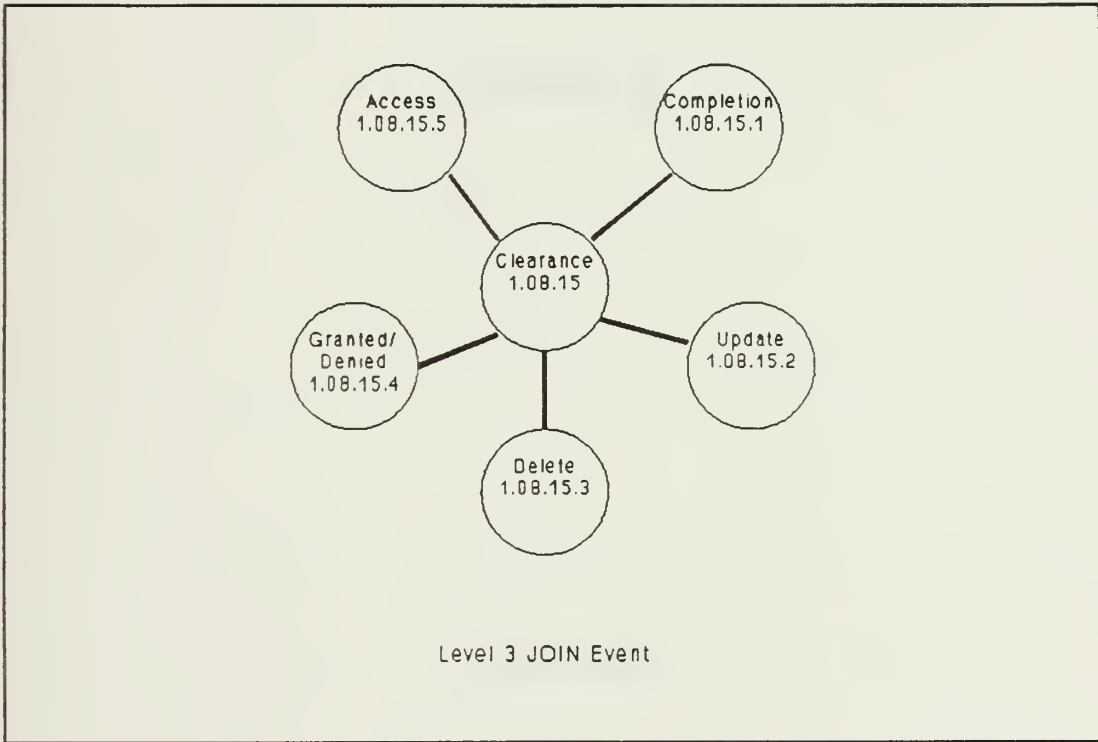 Access
1.08.15.5
Completion
1.08.15.1
Clearance
1.08.15
Granted/
Denied
1.08.15.4
Update
1.08.15.2
Delete
1.08.15.3
Level 3 JOIN Event